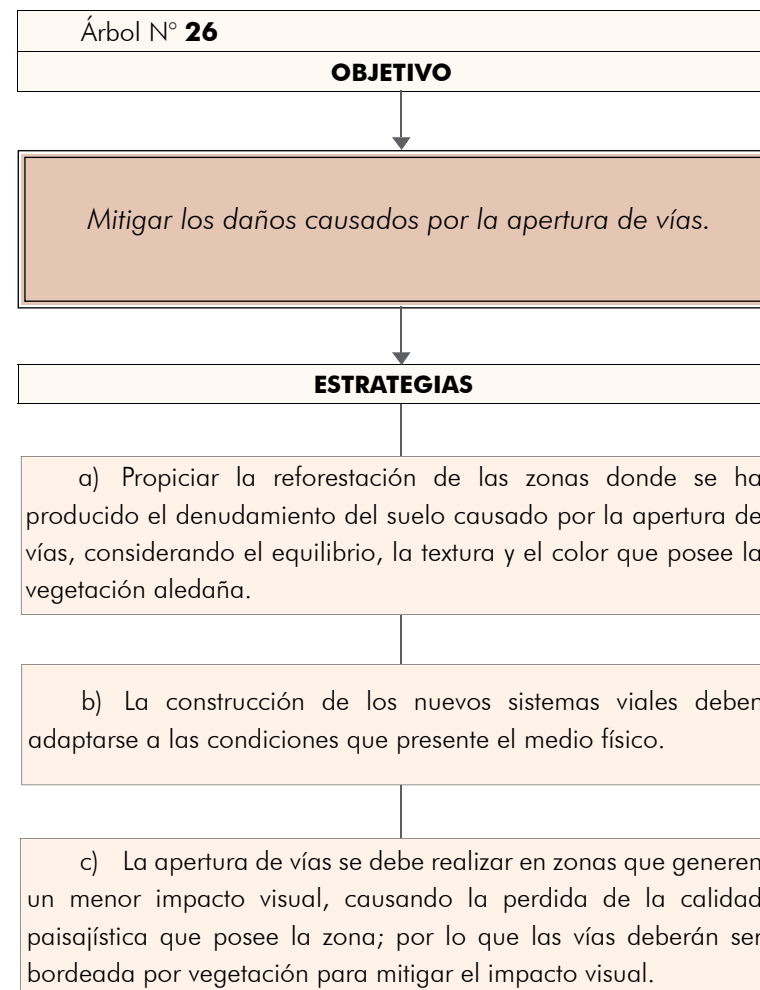 Árbol N° 26
OBJETIVO
Mitigar los daños causados por la apertura de vías.
ESTRATEGIAS
a) Propiciar la reforestación de las zonas donde se ha
producido el denudamiento del suelo causado por la apertura de
vías, considerando el equilibrio, la textura y el color que posee la
vegetación aledaña.
b) La construcción de los nuevos sistemas viales deben
adaptarse a las condiciones que presente el medio físico.
c) La apertura de vías se debe realizar en zonas que generen
un menor impacto visual, causando la perdida de la calidad
paisajística que posee la zona; por lo que las vías deberán ser
bordeada por vegetación para mitigar el impacto visual.